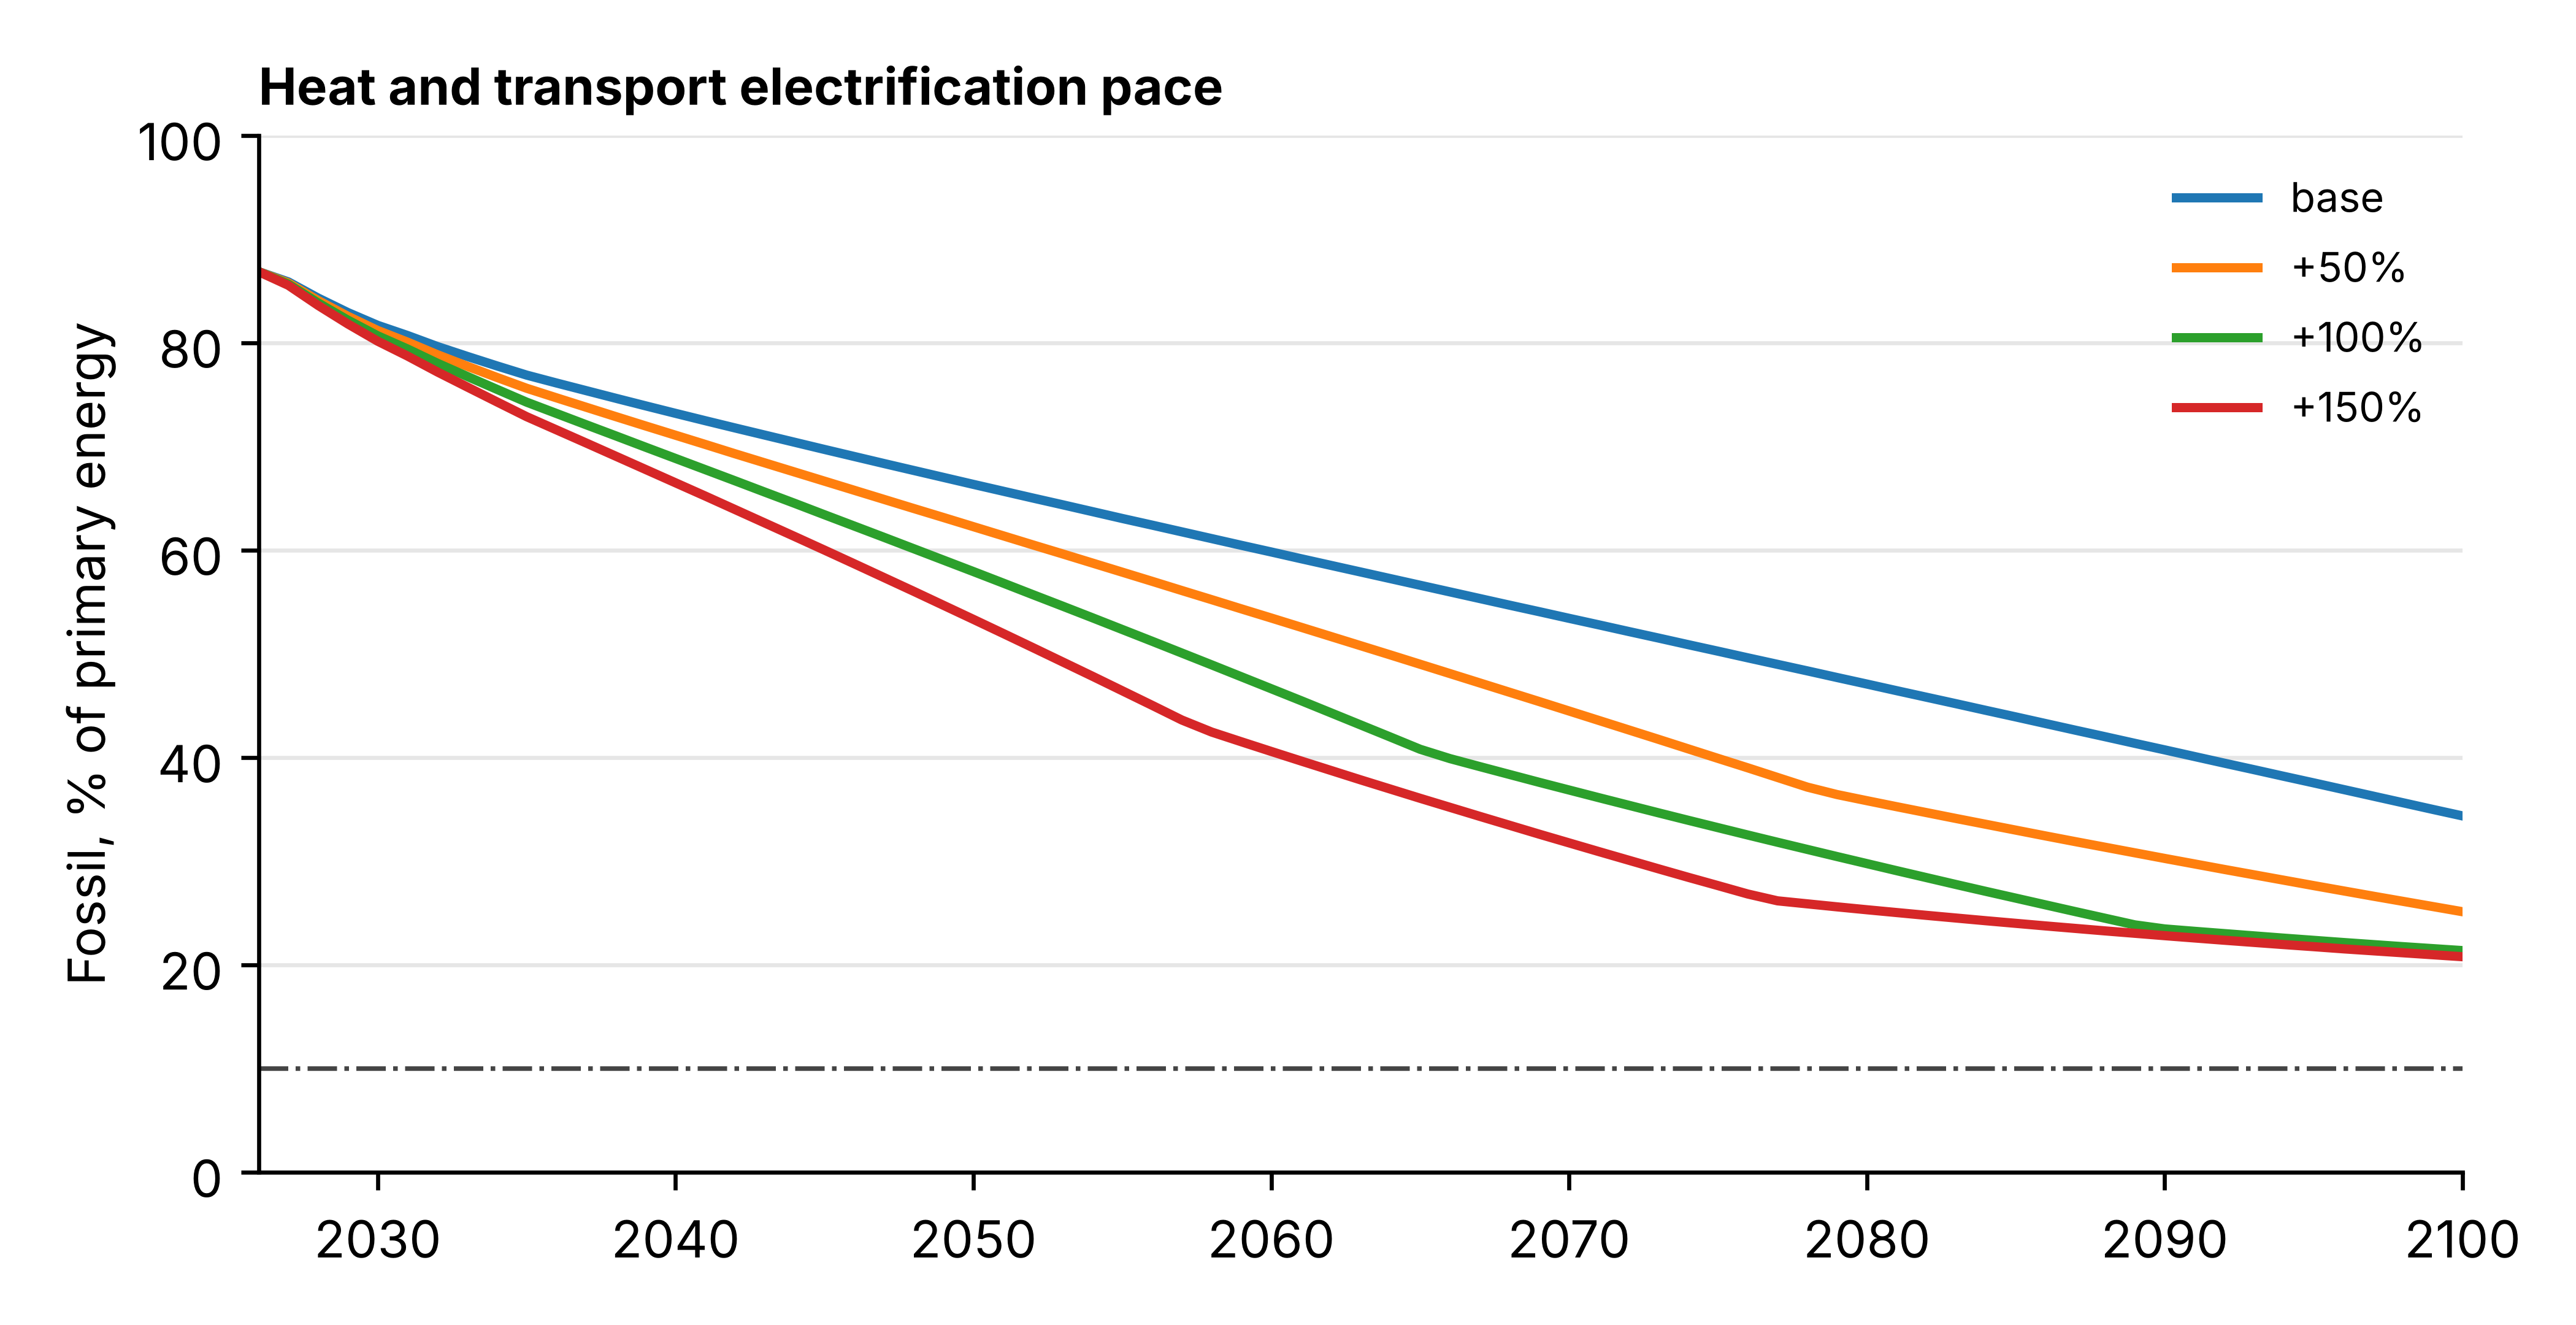 Heat and transport electrification pace
Fossil, % of primary energy
100
80
60
40
20
0
base
+50%
+100%
+150%
2030 2040 2050 2060 2070 2080 2090 2100